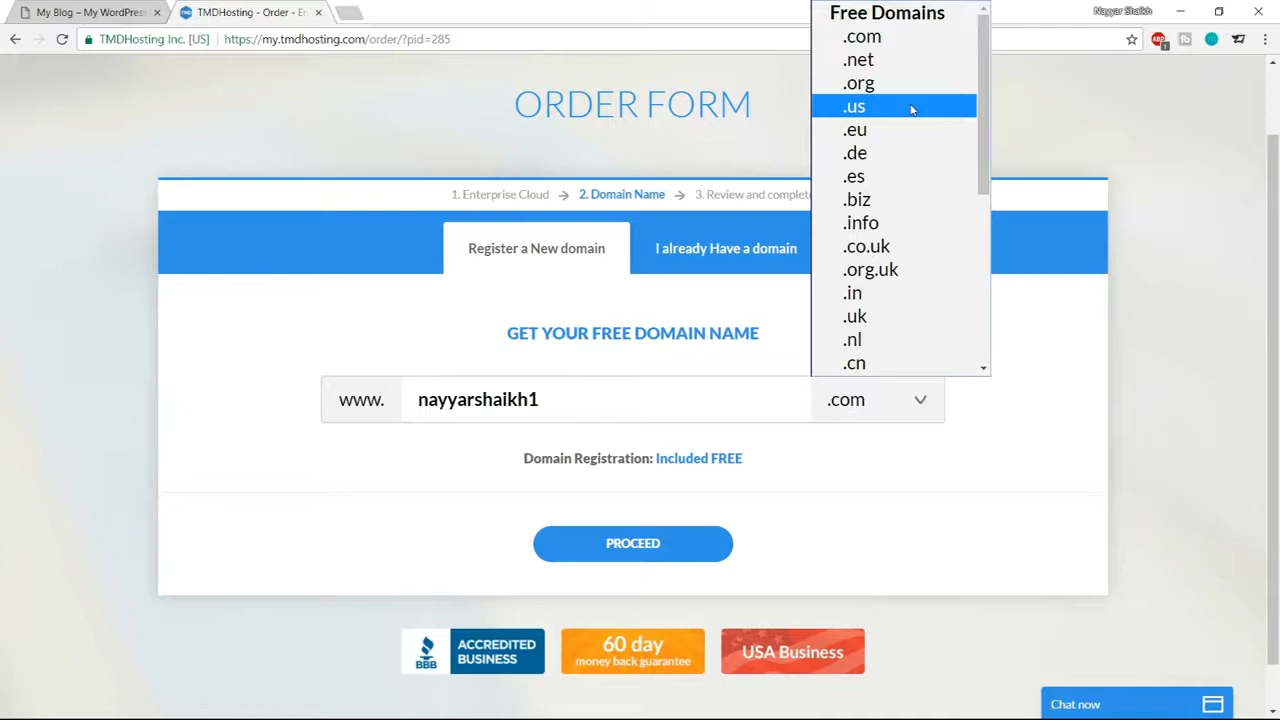 My Blog – My WordPress
TMDHosting - Order - En
Nayyar Shaikh
TMDHosting Inc. [US]
https://my.tmdhosting.com/order/?pid=285
ORDER FORM
1. Enterprise Cloud → 2. Domain Name → 3. Review and complete
Register a New domain
I already Have a domain
GET YOUR FREE DOMAIN NAME
www.
nayyarshaikh1
.com
Free Domains
.com
.net
.org
.us
.eu
.de
.es
.biz
.info
.co.uk
.org.uk
.in
.uk
.nl
.cn
Domain Registration: Included FREE
PROCEED
BBB
ACCREDITED
BUSINESS
60 day
money back guarantee
USA Business
Chat now